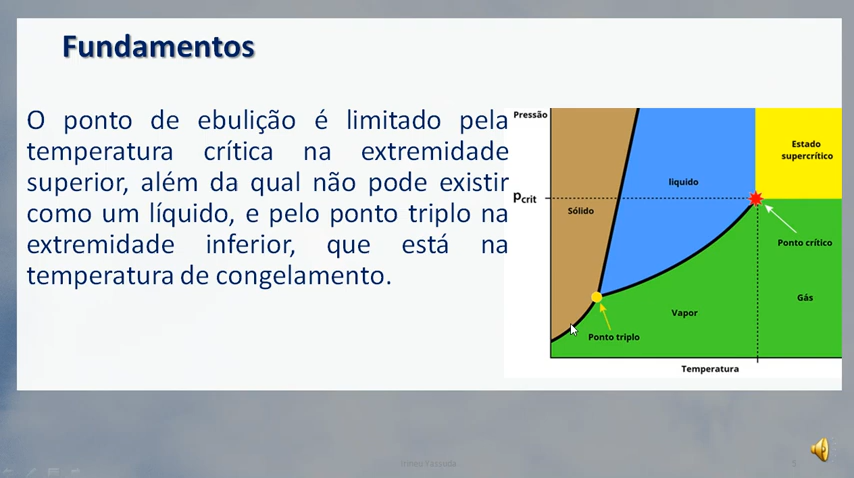 Fundamentos
O ponto de ebulição é limitado pela
temperatura crítica na extremidade
superior, além da qual não pode existir
como um líquido, e pelo ponto triplo na
extremidade inferior, que está na
temperatura de congelamento.
Pressão
Estado
supercrítico
liquido
Pcrit
Sólido
Ponto crítico
Gás
Vapor
Ponto triplo
Temperatura